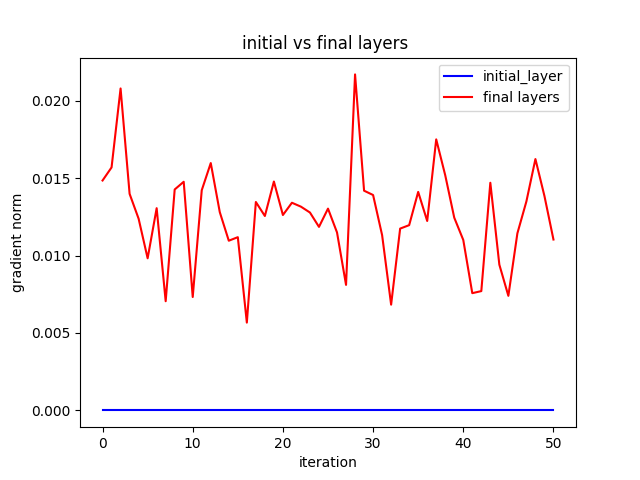 initial vs final layers
initial_layer
final layers
gradient norm
0.020
0.015
0.010
0.005
0.000
0
10
20
30
40
50
iteration